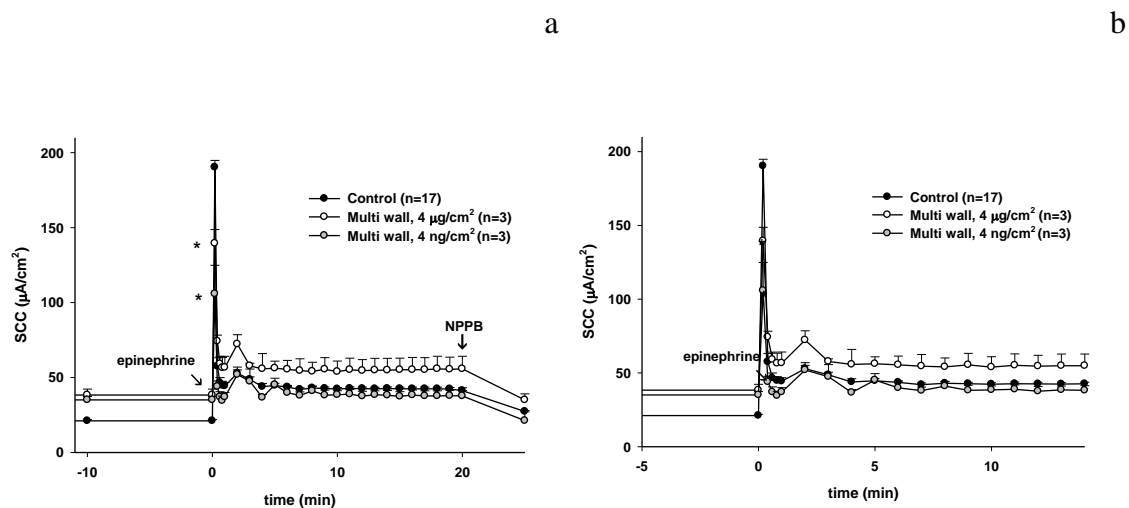 a
b
200
150
100
50
0
SCC (μA/cm²)
Control (n=17)
Multi wall, 4 μg/cm² (n=3)
Multi wall, 4 ng/cm² (n=3)
*
*
NPPB
epinephrine
-10
0
10
20
time (min)
200
150
100
50
0
SCC (μA/cm²)
Control (n=17)
Multi wall, 4 μg/cm² (n=3)
Multi wall, 4 ng/cm² (n=3)
epinephrine
-5
0
5
10
time (min)